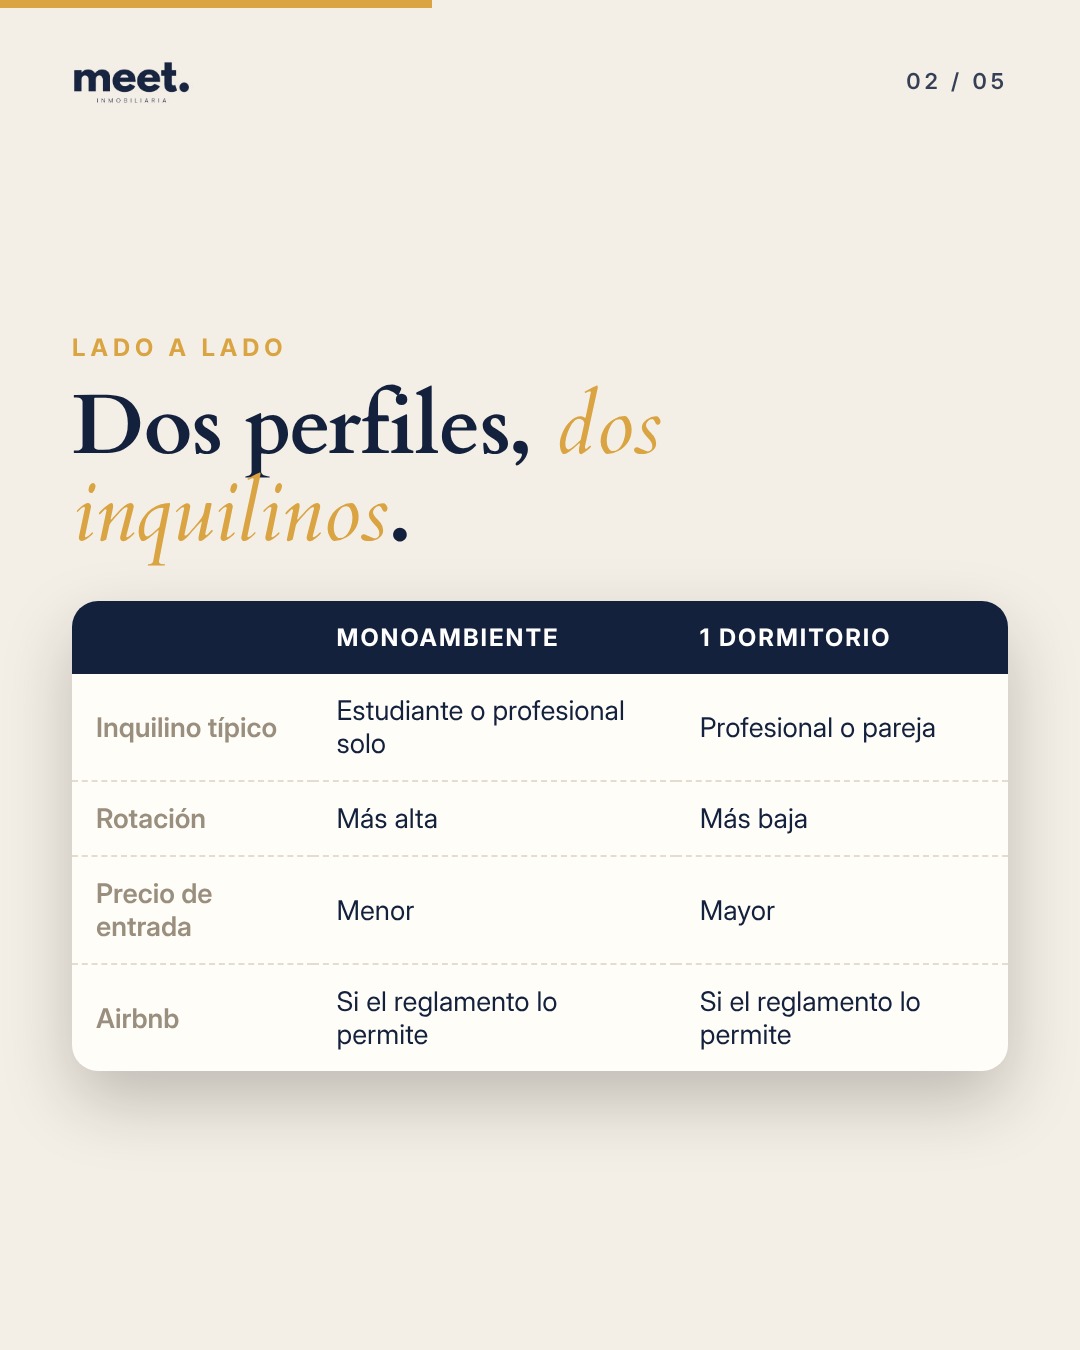 meet.
INMOBILIARIA
02 / 05
LADO A LADO
Dos perfiles, dos
inquilinos.
MONOAMBIENTE
1 DORMITORIO
Inquilino típico
Estudiante o profesional
solo
Profesional o pareja
Rotación
Más alta
Más baja
Precio de
entrada
Menor
Mayor
Airbnb
Si el reglamento lo
permite
Si el reglamento lo
permite